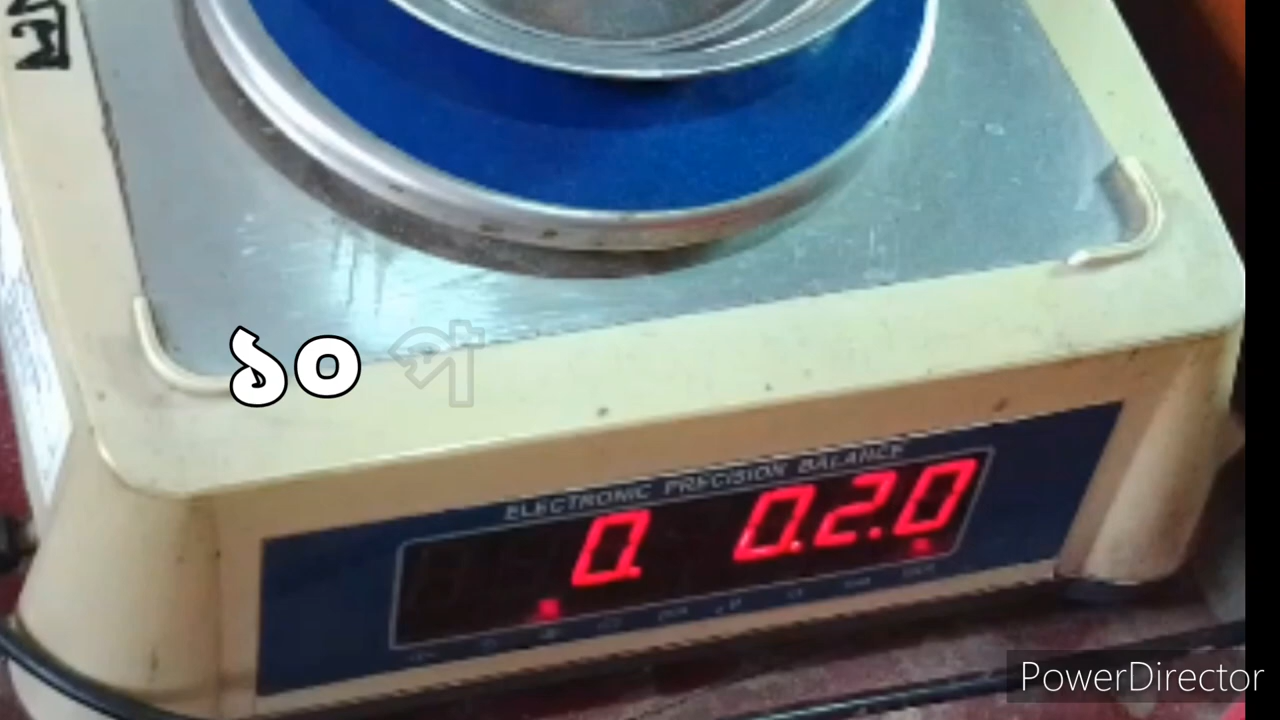 ১০ প
ELECTRONIC PRECISION BALANCE
0. 0.2.0
PowerDirector